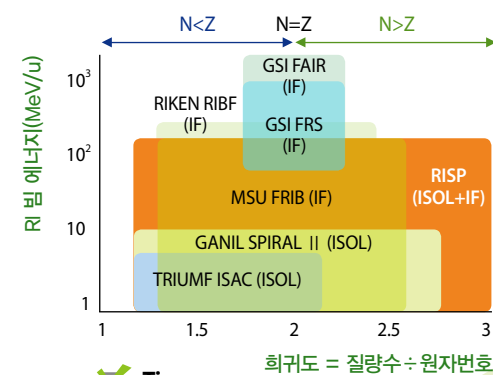 N<Z N=Z N>Z
RI 빔 에너지(MeV/u)
10³
10²
10
1
GSI FAIR
(IF)
RIKEN RIBF
(IF)
GSI FRS
(IF)
RISP
(ISOL+IF)
MSU FRIB (IF)
GANIL SPIRAL II (ISOL)
TRIUMF ISAC (ISOL)
1 1.5 2 2.5 3
희귀도 = 질량수÷원자번호